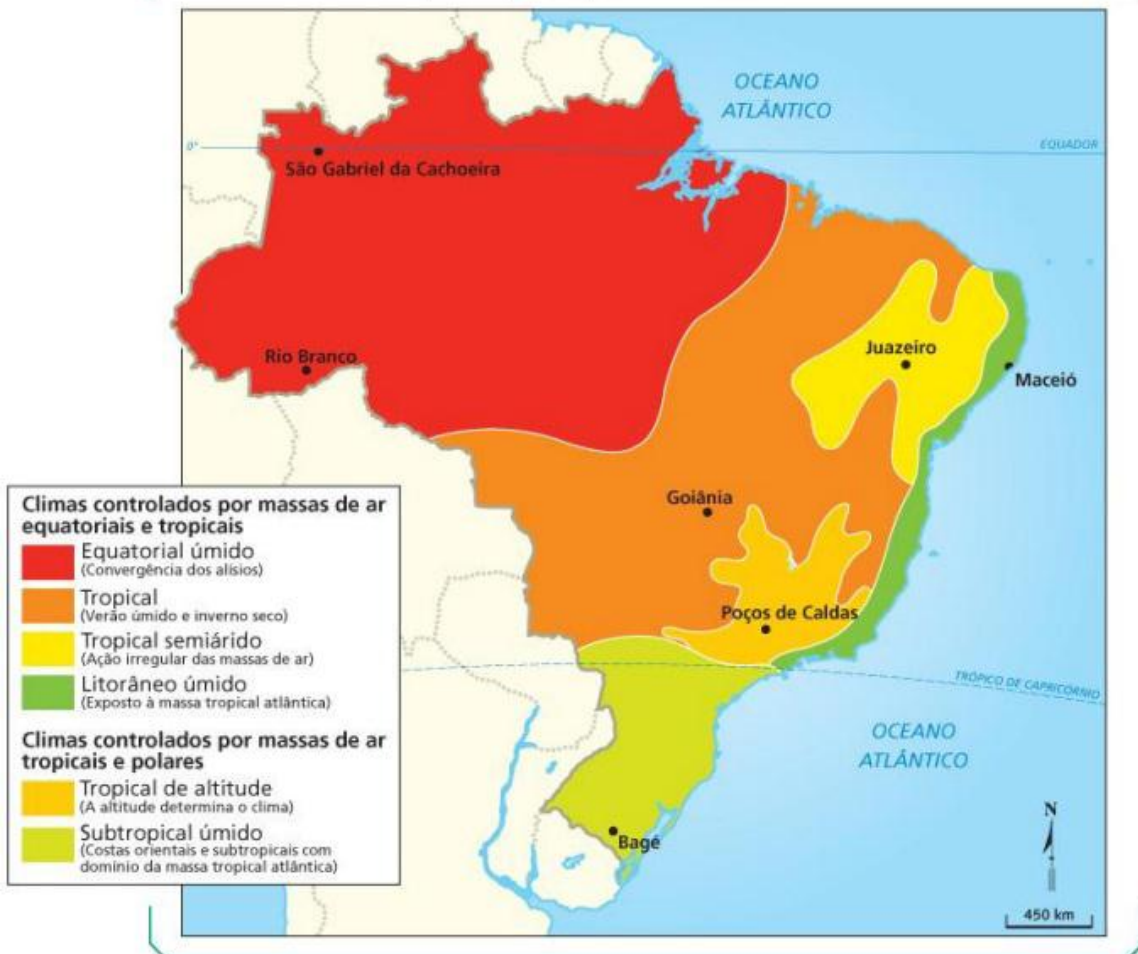 OCEANO
ATLÂNTICO
0°
EQUADOR
São Gabriel da Cachoeira
Rio Branco
Juazeiro
Maceió
Goiânia
Poços de Caldas
TRÓPICO DE CAPRICÓRNIO
OCEANO
ATLÂNTICO
Bagé
N
450 km
Climas controlados por massas de ar
equatoriais e tropicais
Equatorial úmido
(Convergência dos alísios)
Tropical
(Verão úmido e inverno seco)
Tropical semiárido
(Ação irregular das massas de ar)
Litorâneo úmido
(Exposto à massa tropical atlântica)
Climas controlados por massas de ar
tropicais e polares
Tropical de altitude
(A altitude determina o clima)
Subtropical úmido
(Costas orientais e subtropicais com
domínio da massa tropical atlântica)